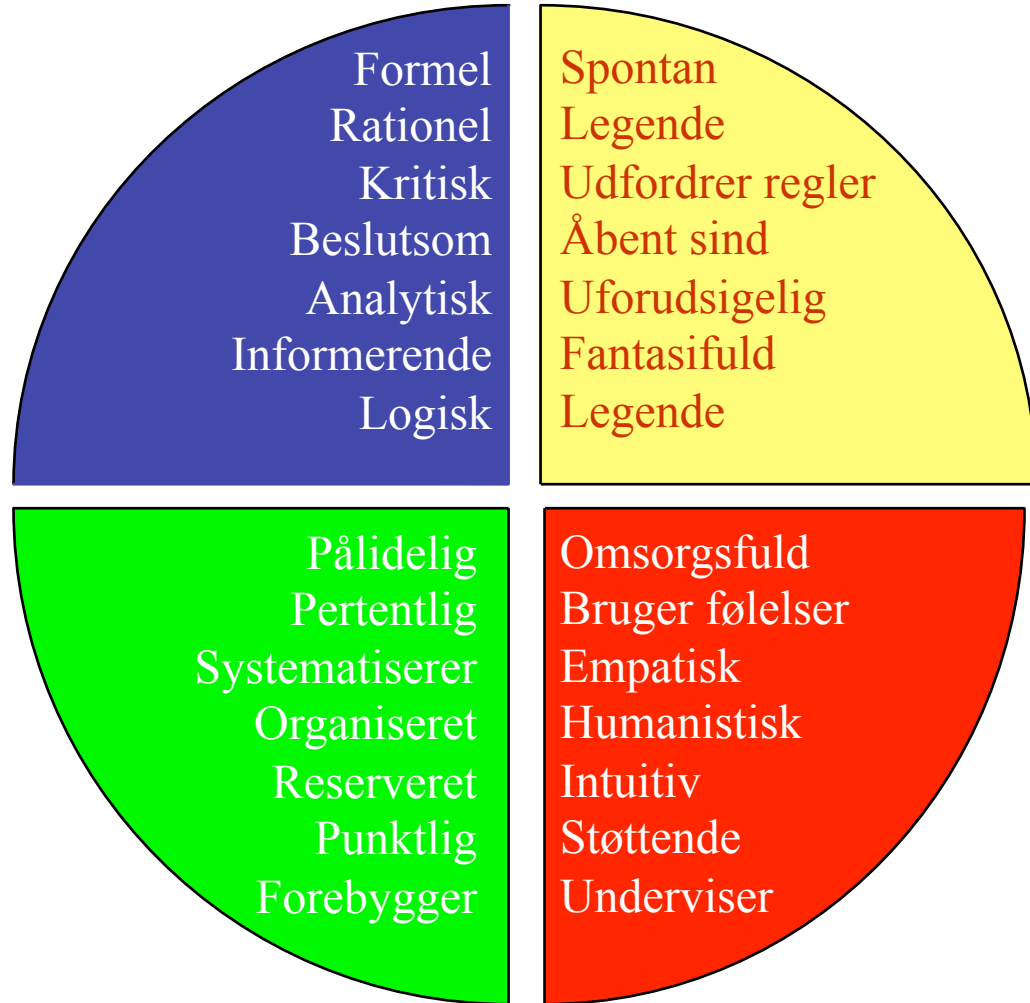 Formel
Rationel
Kritisk
Beslutsom
Analytisk
Informerende
Logisk
Spontan
Legende
Udfordrer regler
Åbent sind
Uforudsigelig
Fantasifuld
Legende
Pålidelig
Pertentlig
Systematiserer
Organiseret
Reserveret
Punktlig
Forebygger
Omsorgsfuld
Bruger følelser
Empatisk
Humanistisk
Intuitiv
Støttende
Underviser